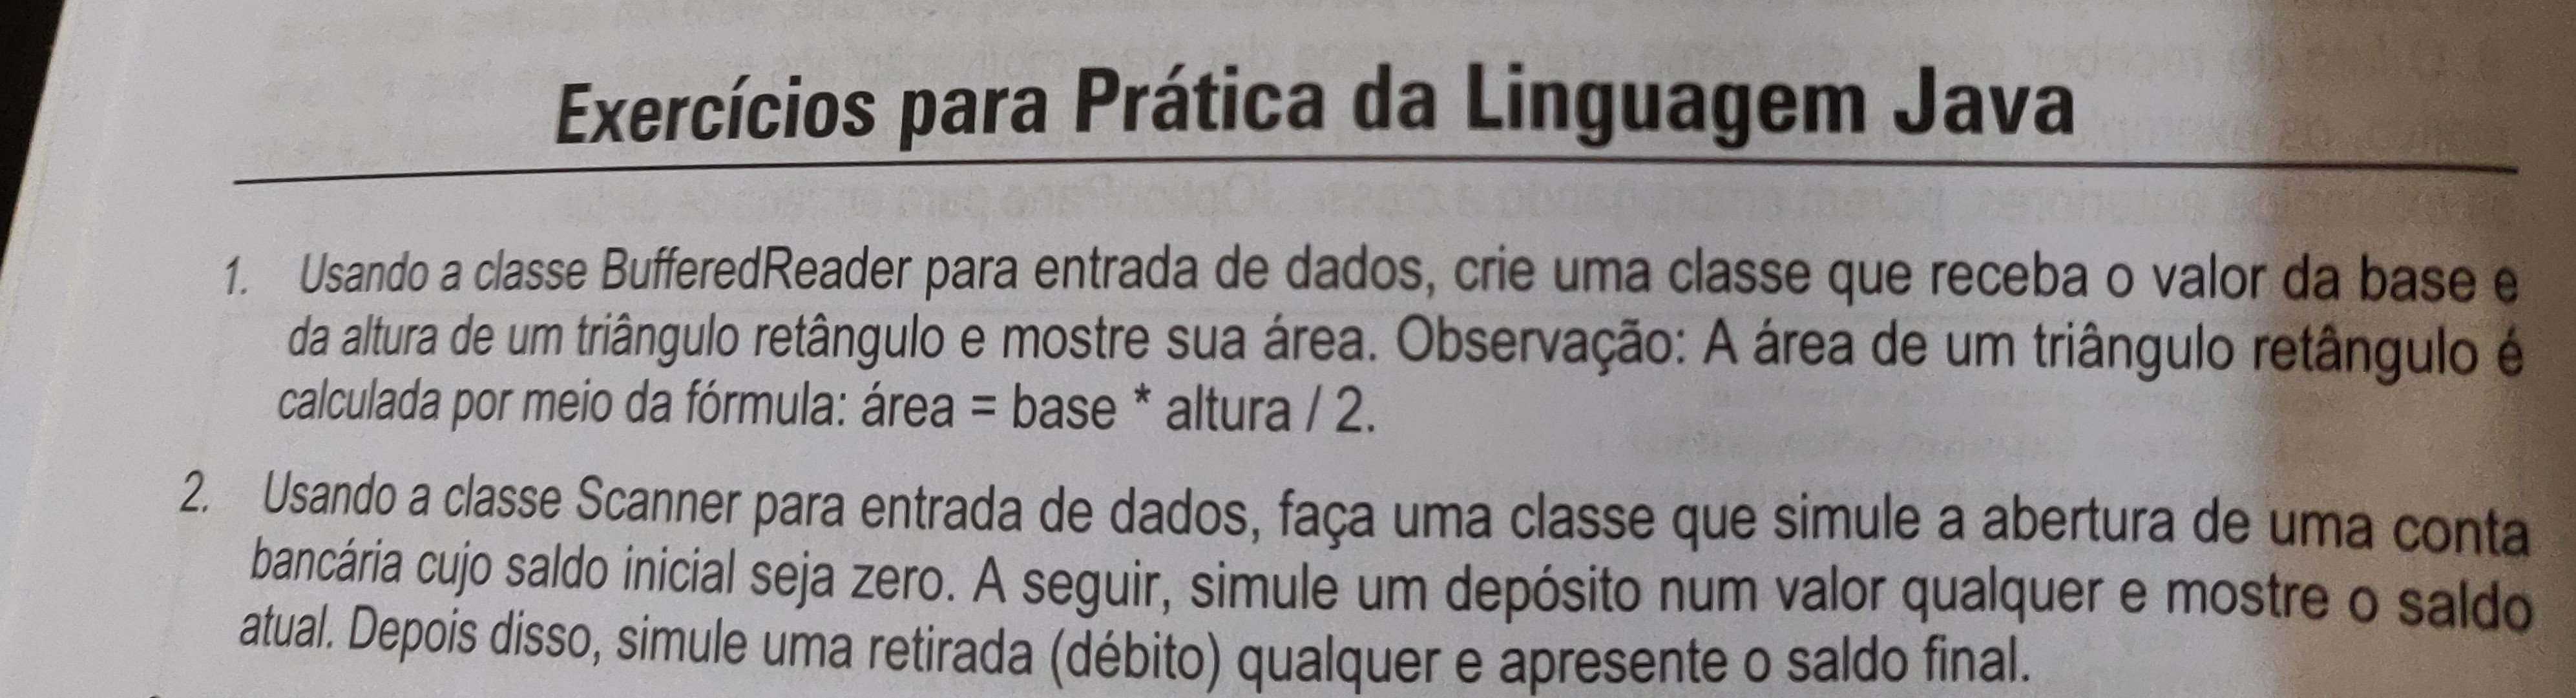 Exercícios para Prática da Linguagem Java
1. Usando a classe BufferedReader para entrada de dados, crie uma classe que receba o valor da base e
da altura de um triângulo retângulo e mostre sua área. Observação: A área de um triângulo retângulo é
calculada por meio da fórmula: área = base * altura / 2.
2. Usando a classe Scanner para entrada de dados, faça uma classe que simule a abertura de uma conta
bancária cujo saldo inicial seja zero. A seguir, simule um depósito num valor qualquer e mostre o saldo
atual. Depois disso, simule uma retirada (débito) qualquer e apresente o saldo final.